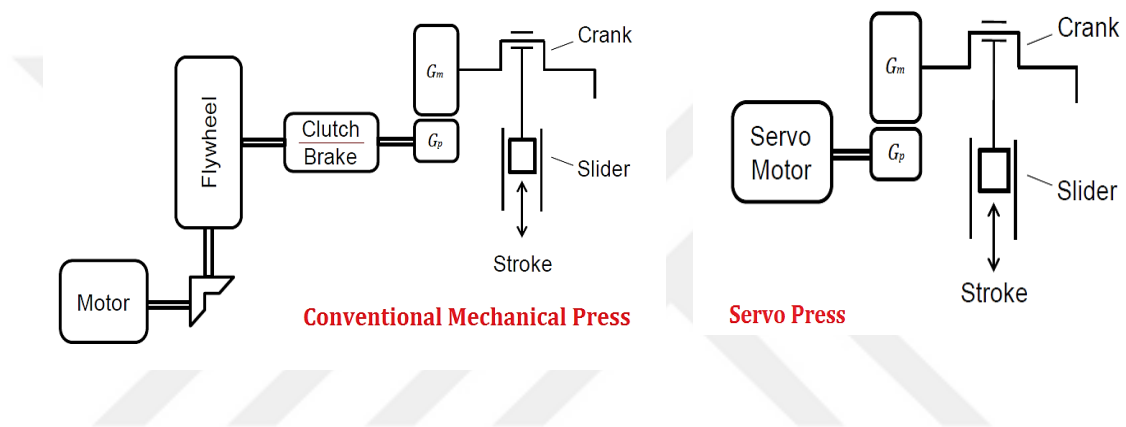 Crank
Gm
Flywheel
Clutch
Brake
Gp
Slider
Stroke
Motor
Conventional Mechanical Press
Crank
Gm
Servo
Motor
Gp
Slider
Stroke
Servo Press